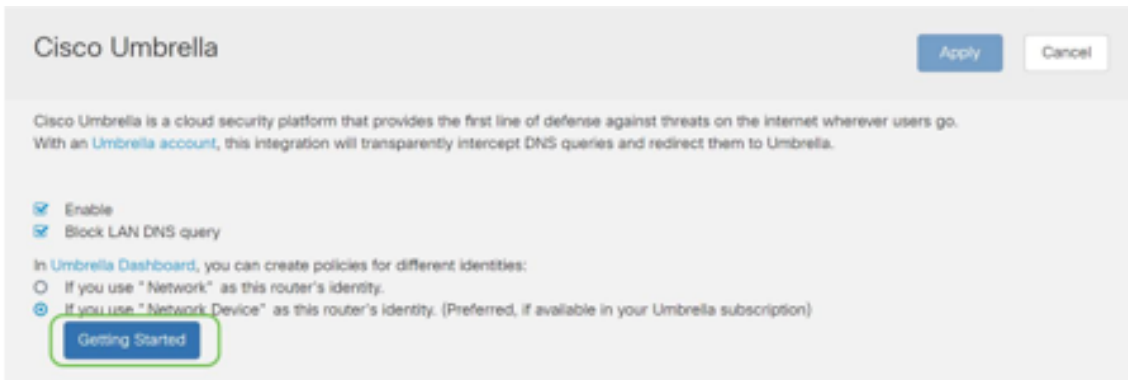 Cisco Umbrella
Apply
Cancel
Cisco Umbrella is a cloud security platform that provides the first line of defense against threats on the internet wherever users go.
With an Umbrella account, this integration will transparently intercept DNS queries and redirect them to Umbrella.
Enable
Block LAN DNS query
In Umbrella Dashboard, you can create policies for different identities:
If you use "Network" as this router's identity.
If you use "Network Device" as this router's identity. (Preferred, if available in your Umbrella subscription)
Getting Started